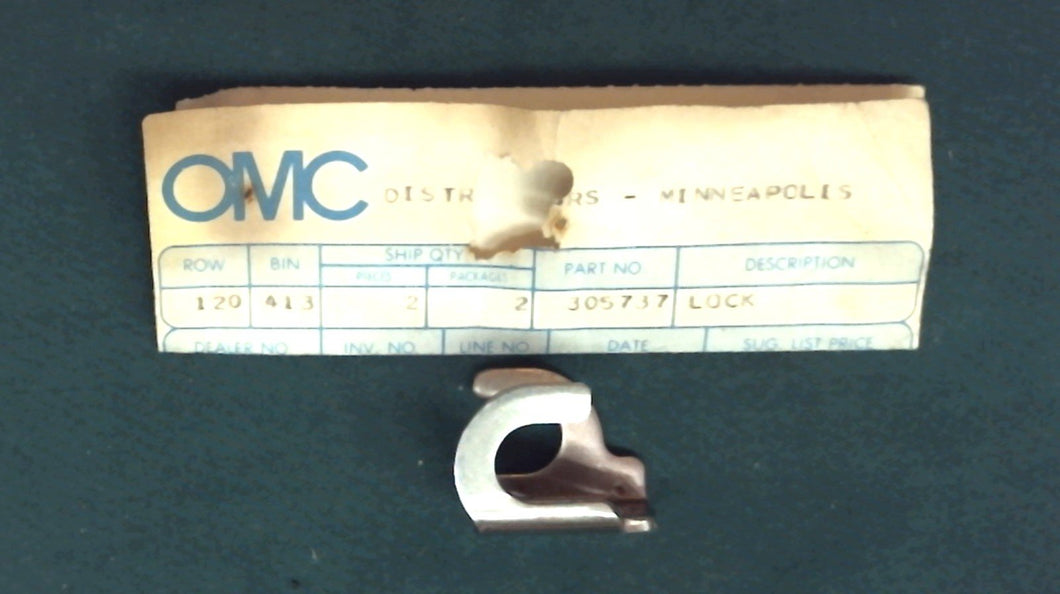 OMC DISTR RS - MINNEAPOLIS
ROW BIN SHIP QTY PART NO. DESCRIPTION
PIECES PACKAGES
120 413 2 2 305737 LOCK
DEALER NO. INV. NO. LINE NO. DATE SUG. LIST PRICE